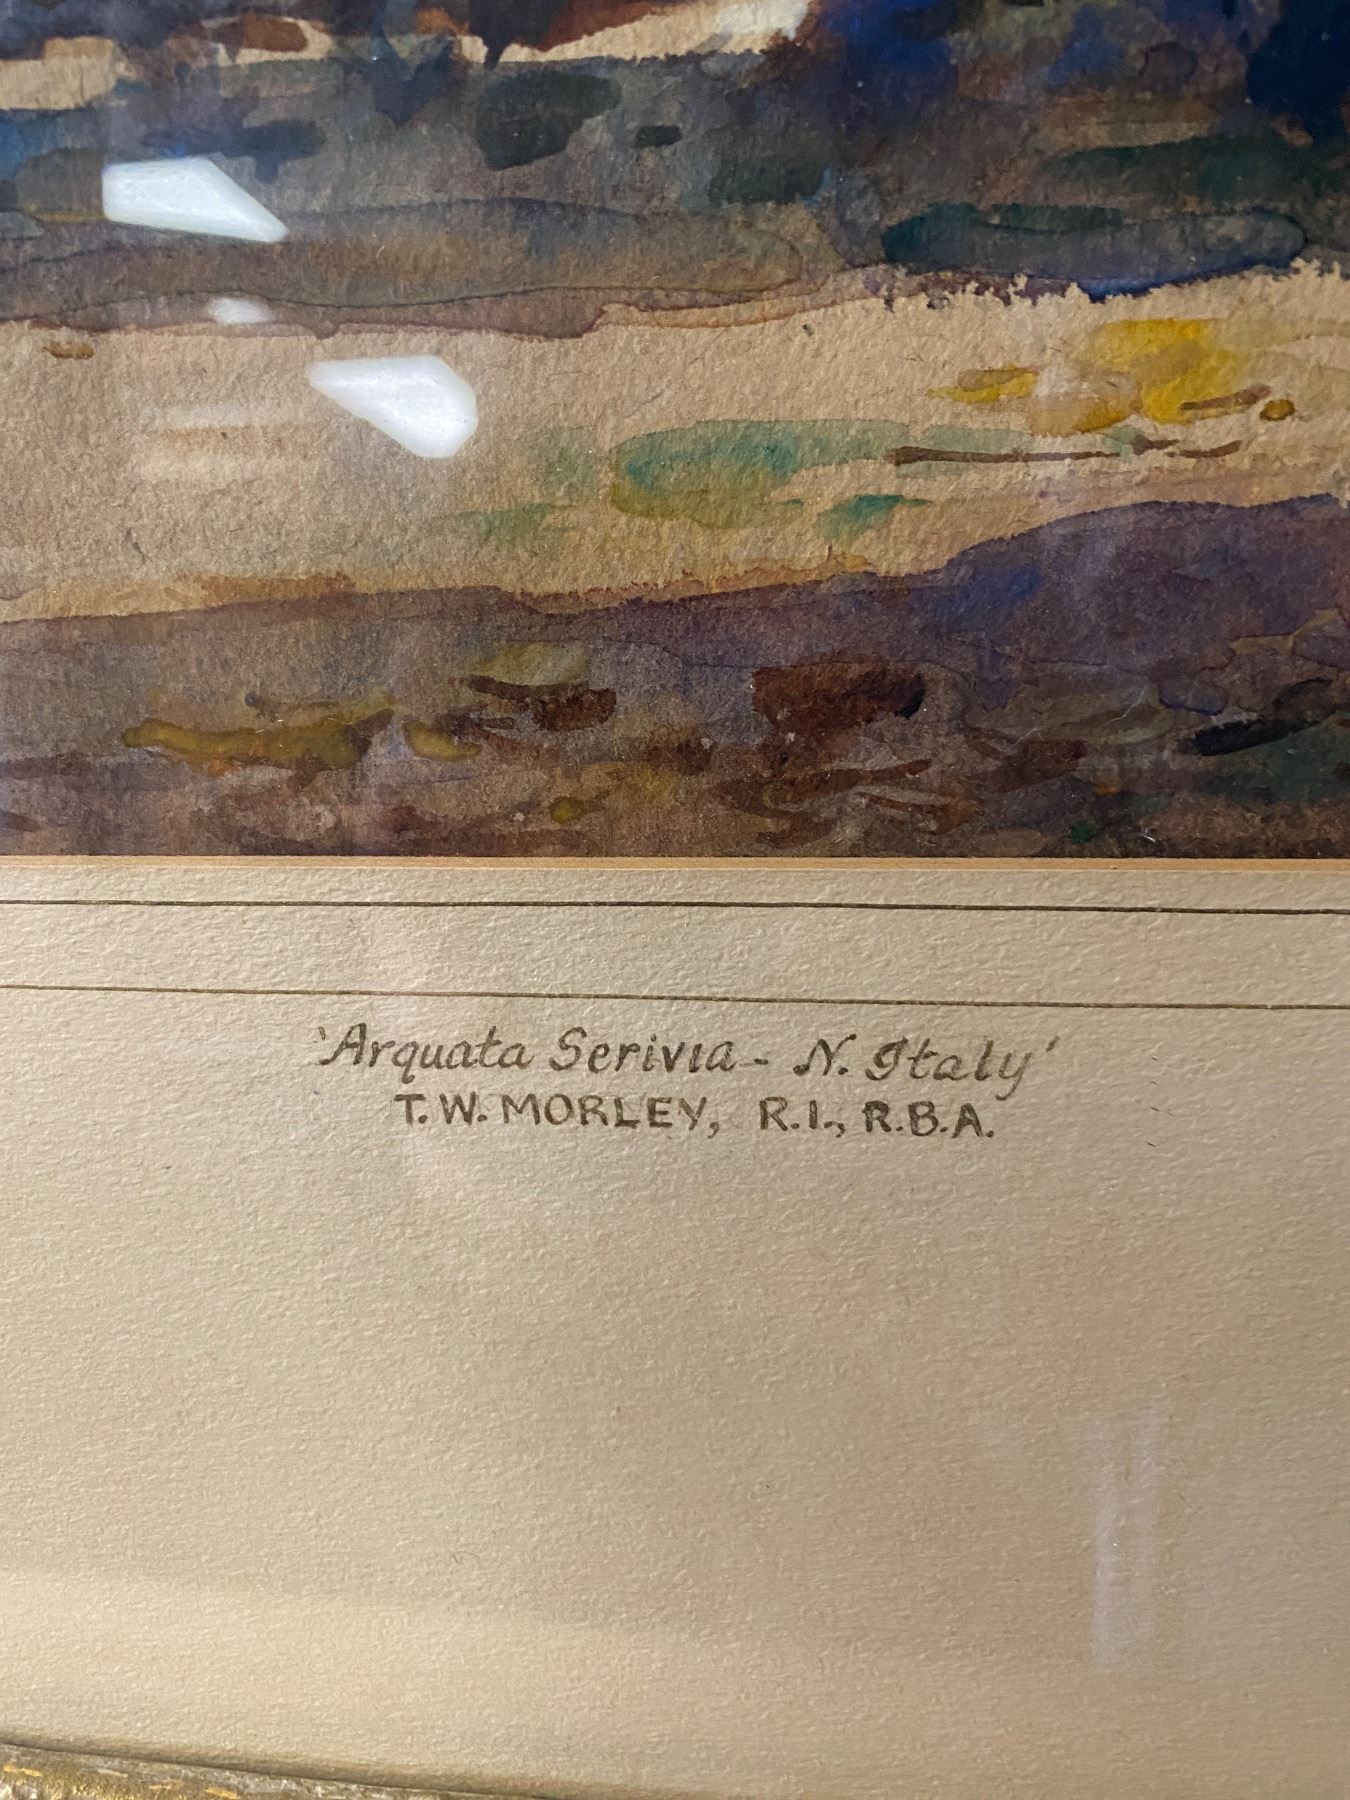 'Arquata Serivia - N. Italy'
T. W. MORLEY, R.I., R.B.A.